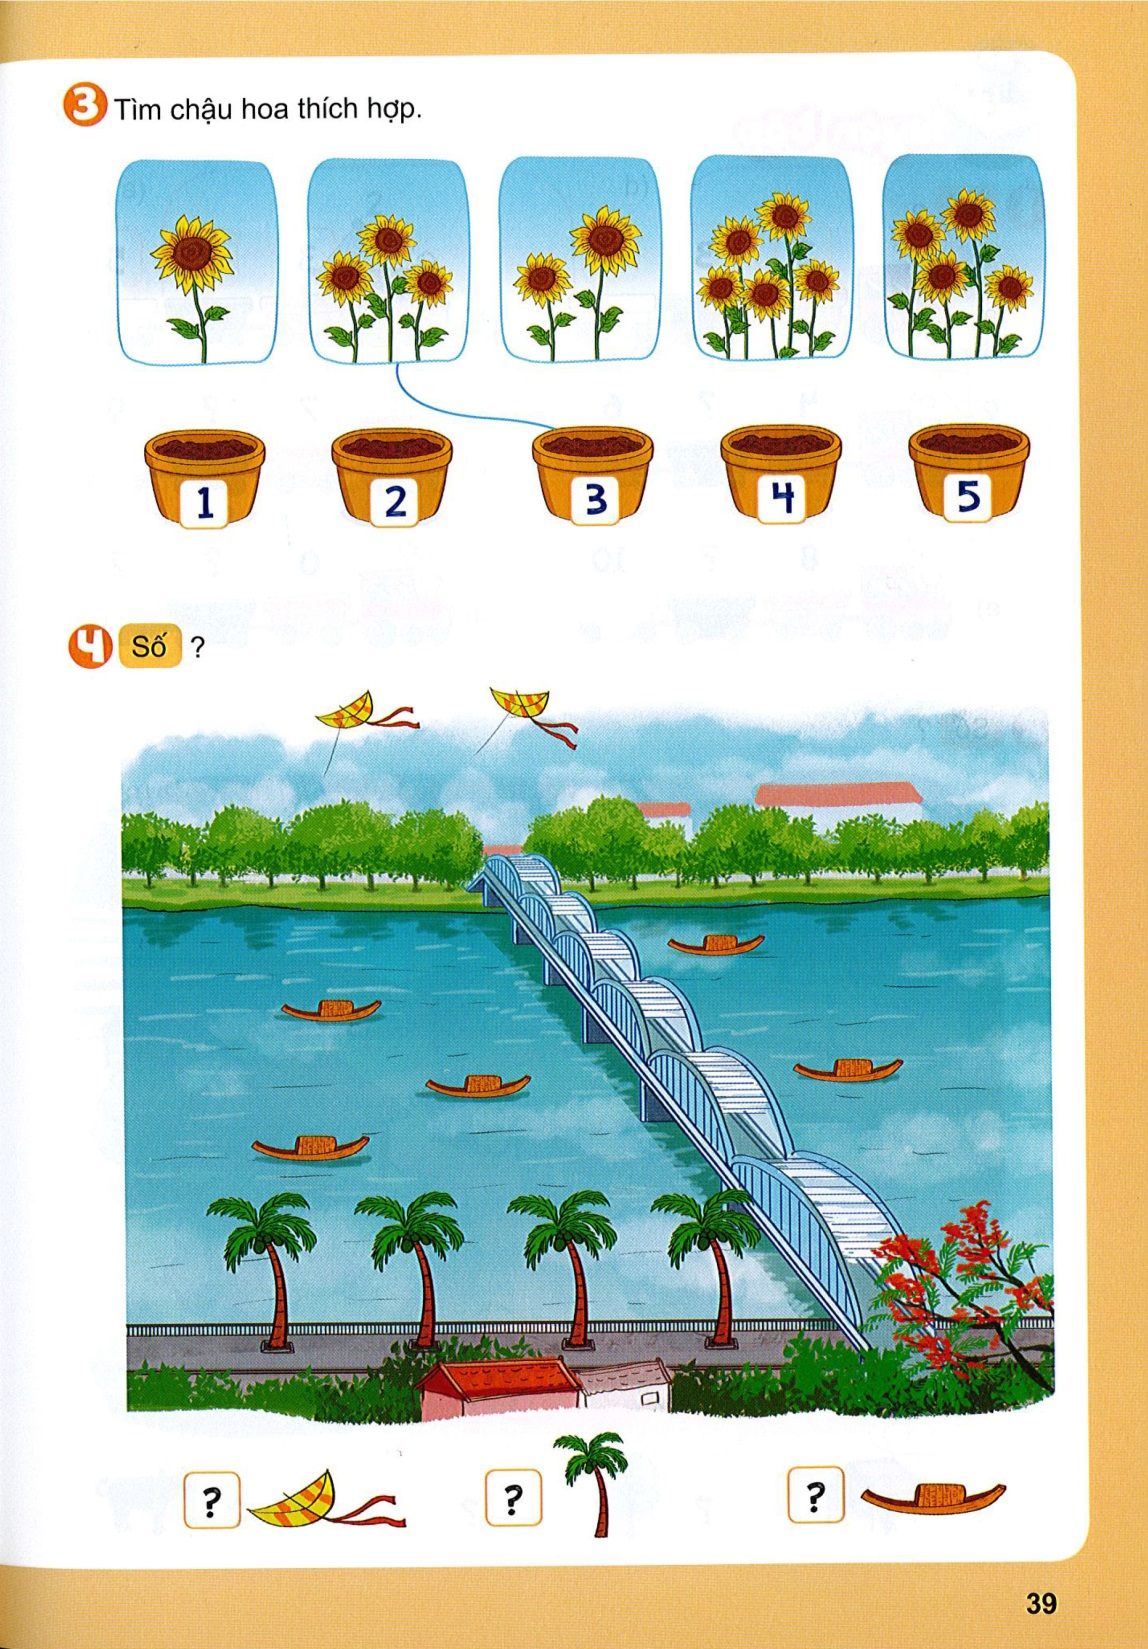 3 Tìm chậu hoa thích hợp.
1 2 3 4 5
4 Số ?
? ? ?
39